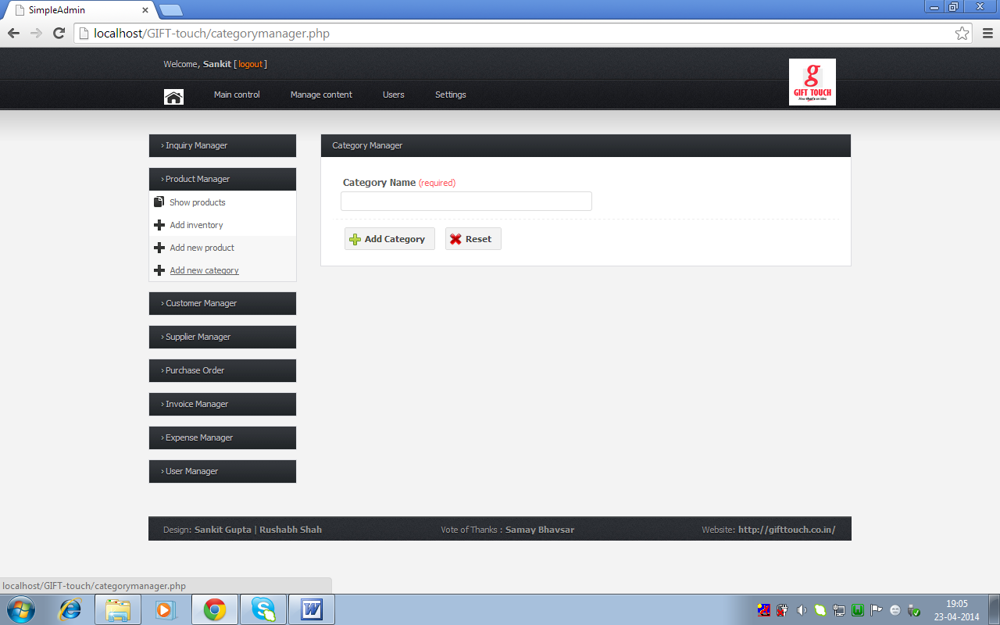 SimpleAdmin
localhost/GIFT-touch/categorymanager.php
Welcome, Sankit [ logout ]
g
GIFT TOUCH
Now that's an idea
Main control Manage content Users Settings
› Inquiry Manager
› Product Manager
Show products
Add inventory
Add new product
Add new category
› Customer Manager
› Supplier Manager
› Purchase Order
› Invoice Manager
› Expense Manager
› User Manager
Category Manager
Category Name (required)
Add Category Reset
Design: Sankit Gupta | Rushabh Shah Vote of Thanks : Samay Bhavsar Website: http://gifttouch.co.in/
localhost/GIFT-touch/categorymanager.php
19:05
23-04-2014